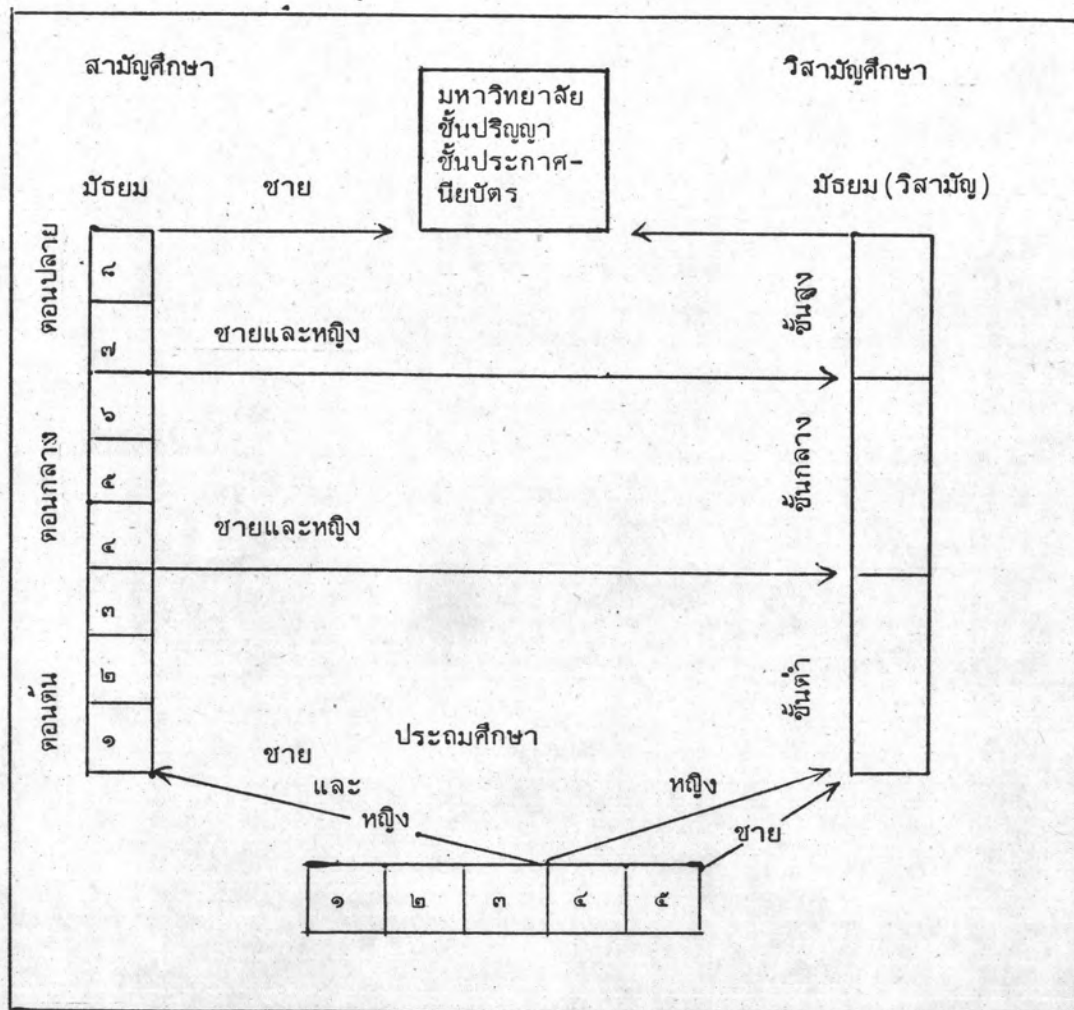 สามัญศึกษา
วิสามัญศึกษา
มหาวิทยาลัย
ชั้นปริญญา
ชั้นประกาศ-
นียบัตร
มัธยม
ชาย
มัธยม (วิสามัญ)
ตอนปลาย
๘
๗
ชายและหญิง
ชั้นสูง
ตอนกลาง
๖
๕
๔
ชายและหญิง
ชั้นกลาง
ตอนต้น
๓
๒
๑
ชั้นต่ำ
ประถมศึกษา
ชาย
และ
หญิง
หญิง
ชาย
๑ ๒ ๓ ๔ ๕